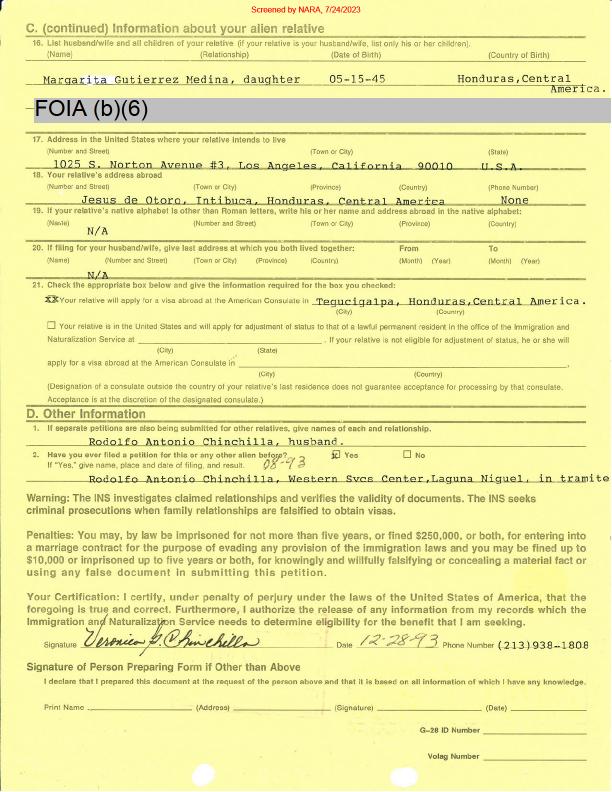 Screened by NARA, 7/24/2023
C. (continued) Information about your alien relative
16. List husband/wife and all children of your relative (if your relative is your husband/wife, list only his or her children).
(Name) (Relationship) (Date of Birth) (Country of Birth)
Margarita Gutierrez Medina, daughter 05-15-45 Honduras,Central
America.
FOIA (b)(6)
17. Address in the United States where your relative intends to live
(Number and Street) (Town or City) (State)
1025 S. Norton Avenue #3, Los Angeles, California 90010 U.S.A.
18. Your relative's address abroad
(Number and Street) (Town or City) (Province) (Country) (Phone Number)
Jesus de Otoro, Intibuca, Honduras, Central America None
19. If your relative's native alphabet is other than Roman letters, write his or her name and address abroad in the native alphabet:
(Name) (Number and Street) (Town or City) (Province) (Country)
N/A
20. If filing for your husband/wife, give last address at which you both lived together: From To
(Name) (Number and Street) (Town or City) (Province) (Country) (Month) (Year) (Month) (Year)
N/A
21. Check the appropriate box below and give the information required for the box you checked:
XX Your relative will apply for a visa abroad at the American Consulate in Tegucigalpa, Honduras,Central America.
(City) (Country)
☐ Your relative is in the United States and will apply for adjustment of status to that of a lawful permanent resident in the office of the Immigration and
Naturalization Service at . If your relative is not eligible for adjustment of status, he or she will
(City) (State)
apply for a visa abroad at the American Consulate in ,
(City) (Country)
(Designation of a consulate outside the country of your relative's last residence does not guarantee acceptance for processing by that consulate.
Acceptance is at the discretion of the designated consulate.)
D. Other Information
1. If separate petitions are also being submitted for other relatives, give names of each and relationship.
Rodolfo Antonio Chinchilla, husband.
2. Have you ever filed a petition for this or any other alien before? X Yes ☐ No
If "Yes," give name, place and date of filing, and result. 08-93
Rodolfo Antonio Chinchilla, Western Svcs Center,Laguna Niguel, in tramite
Warning: The INS investigates claimed relationships and verifies the validity of documents. The INS seeks
criminal prosecutions when family relationships are falsified to obtain visas.
Penalties: You may, by law be imprisoned for not more than five years, or fined $250,000, or both, for entering into
a marriage contract for the purpose of evading any provision of the immigration laws and you may be fined up to
$10,000 or imprisoned up to five years or both, for knowingly and willfully falsifying or concealing a material fact or
using any false document in submitting this petition.
Your Certification: I certify, under penalty of perjury under the laws of the United States of America, that the
foregoing is true and correct. Furthermore, I authorize the release of any information from my records which the
Immigration and Naturalization Service needs to determine eligibility for the benefit that I am seeking.
Signature Veronica G. Chinchilla Date 12-28-93 Phone Number (213)938-1808
Signature of Person Preparing Form if Other than Above
I declare that I prepared this document at the request of the person above and that it is based on all information of which I have any knowledge.
Print Name (Address) (Signature) (Date)
G-28 ID Number
Volag Number